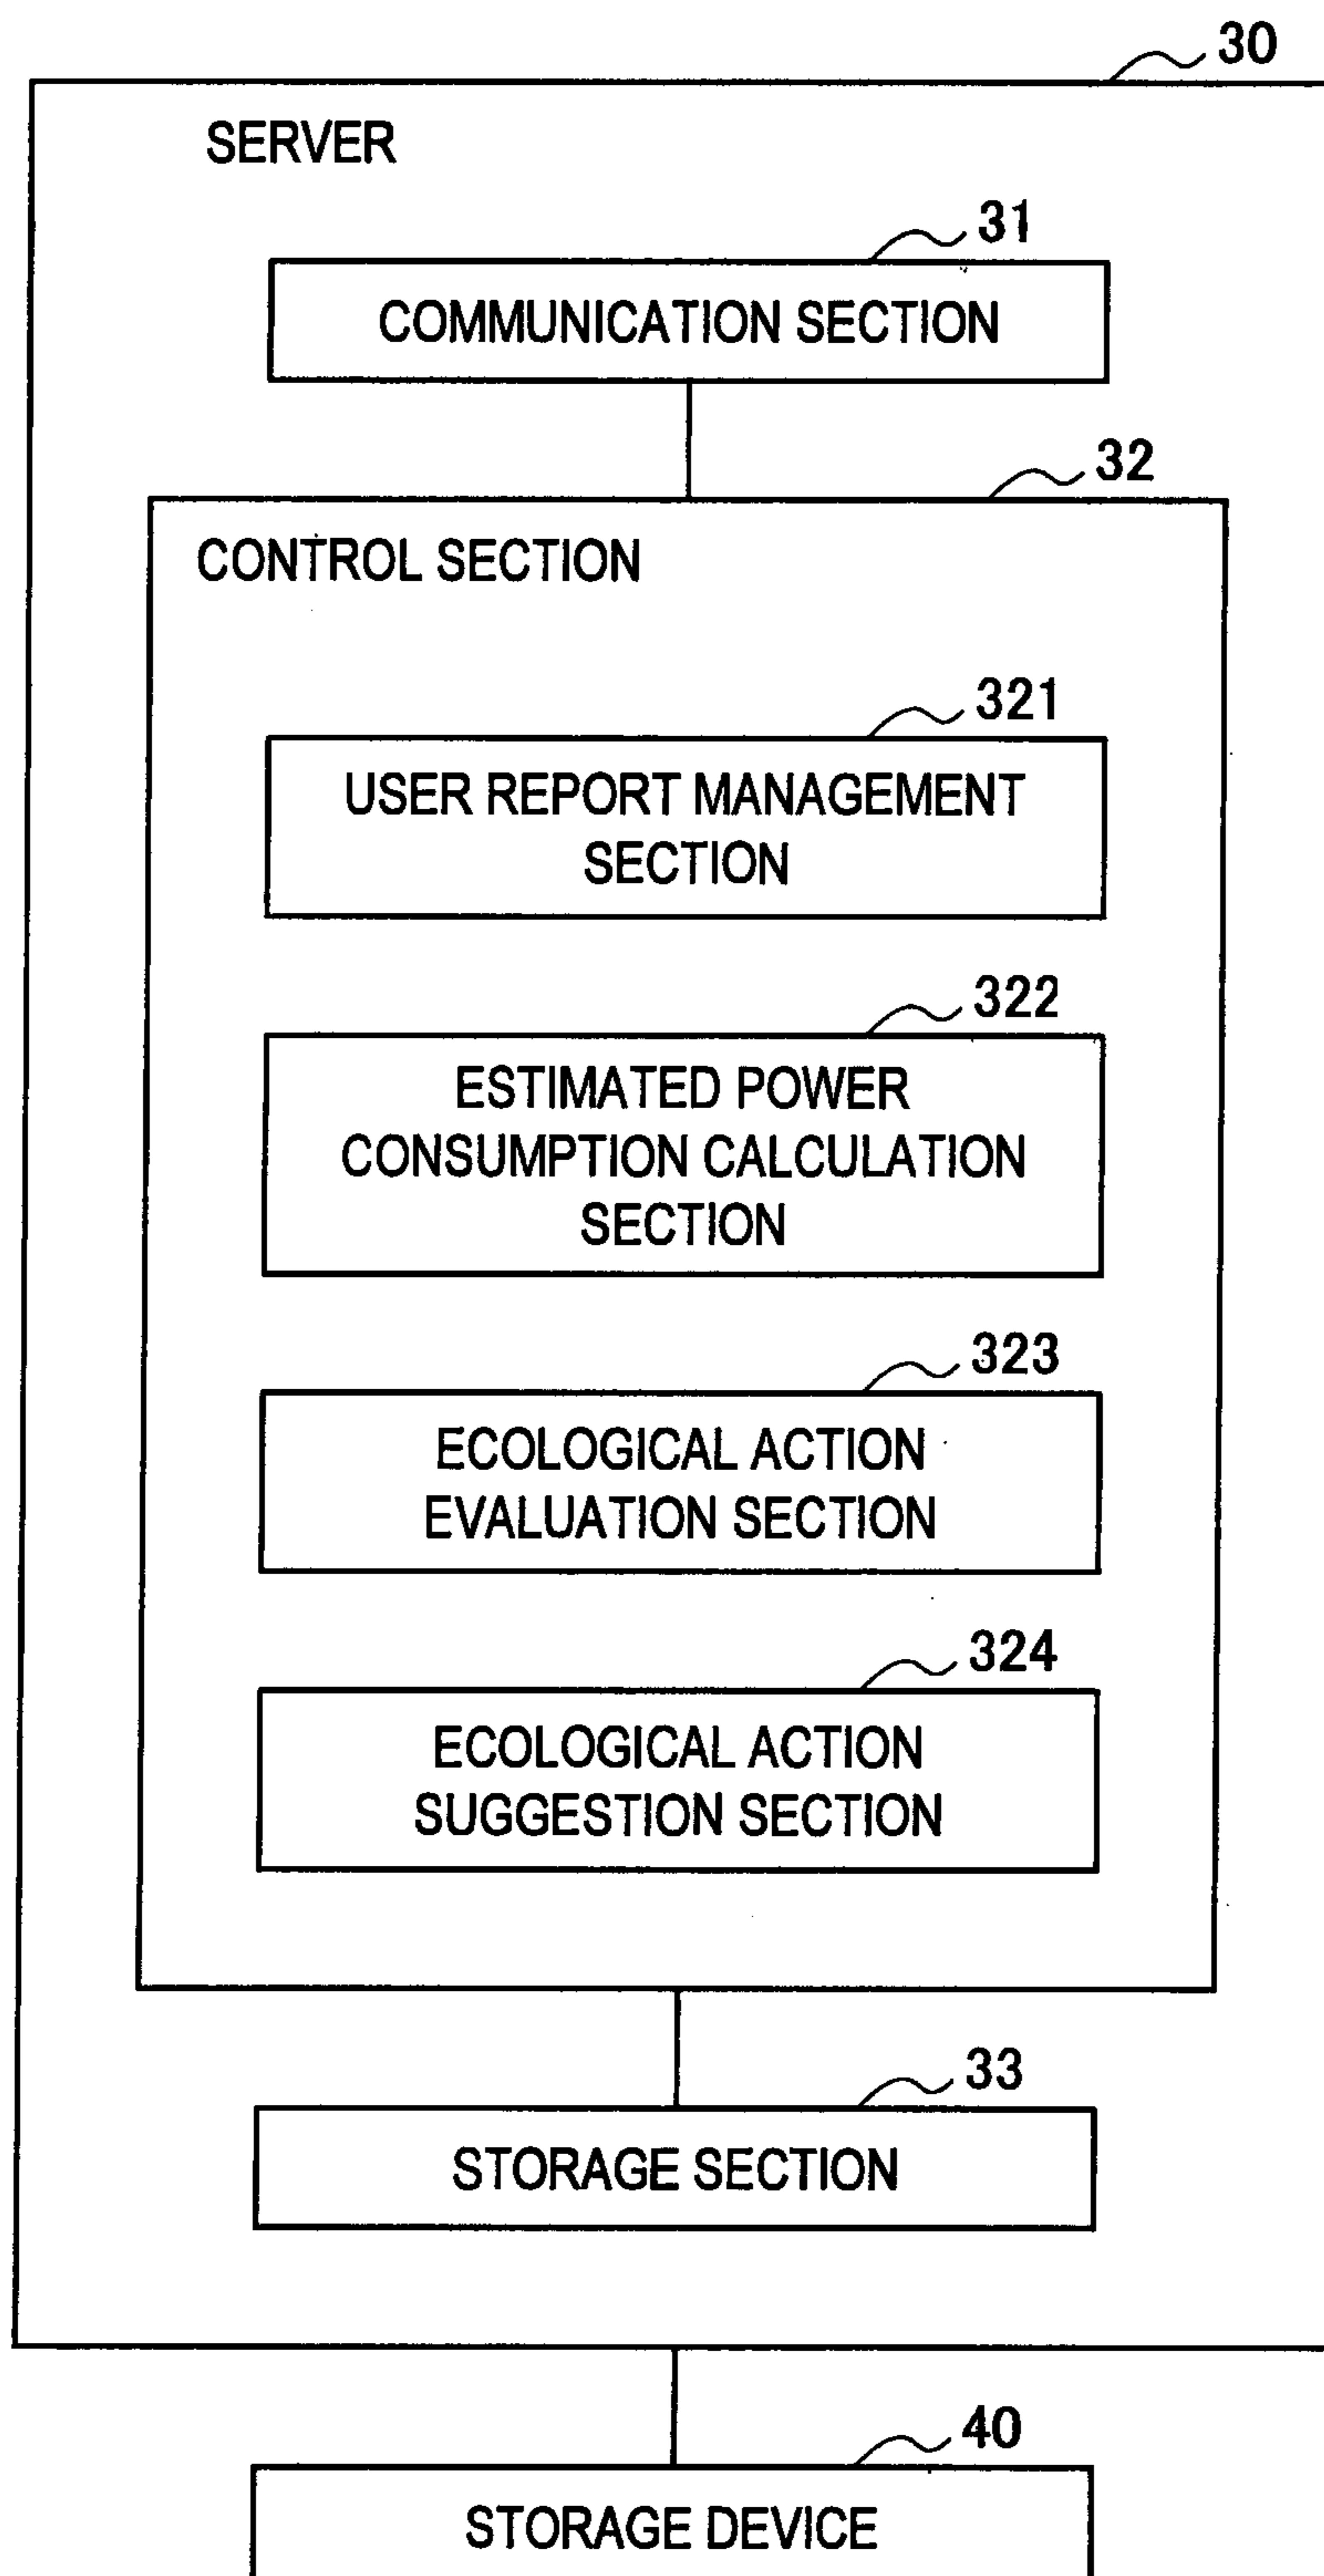 30
SERVER
31
COMMUNICATION SECTION
32
CONTROL SECTION
321
USER REPORT MANAGEMENT
SECTION
322
ESTIMATED POWER
CONSUMPTION CALCULATION
SECTION
323
ECOLOGICAL ACTION
EVALUATION SECTION
324
ECOLOGICAL ACTION
SUGGESTION SECTION
33
STORAGE SECTION
40
STORAGE DEVICE